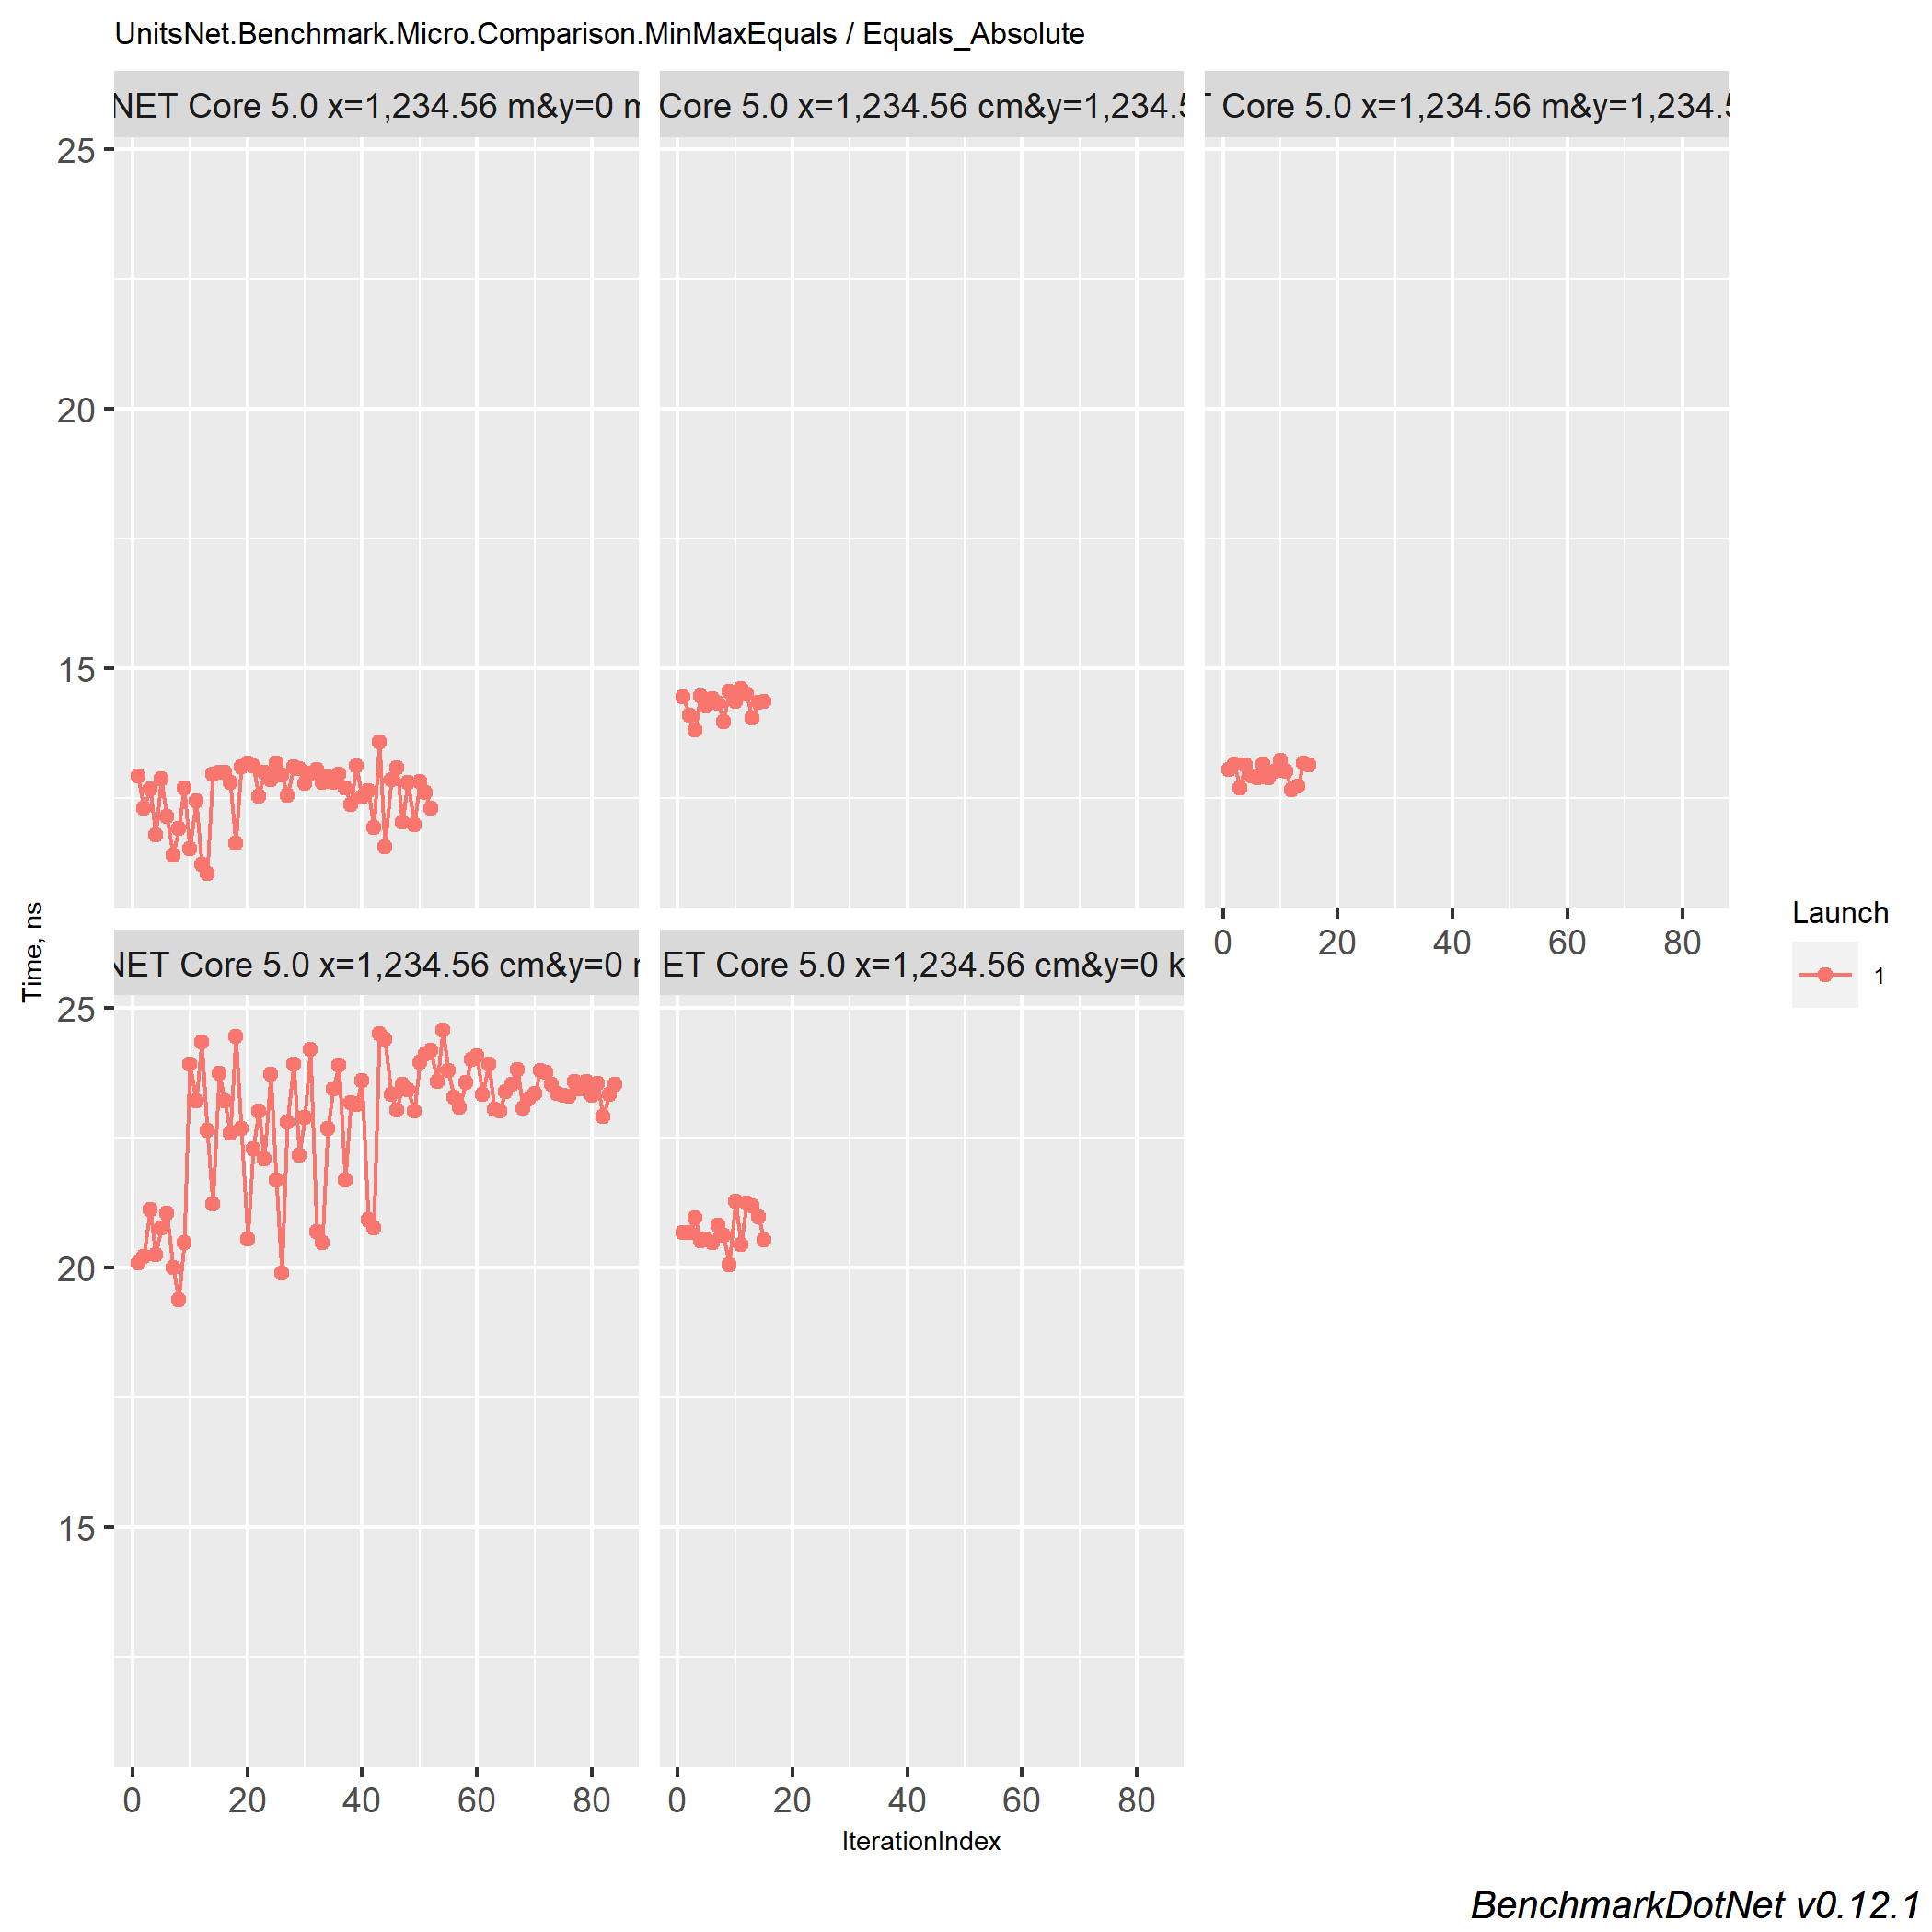 UnitsNet.Benchmark.Micro.Comparison.MinMaxEquals / Equals_Absolute
NET Core 5.0 x=1,234.56 m&y=0 m
Core 5.0 x=1,234.56 cm&y=1,234.5
Core 5.0 x=1,234.56 m&y=1,234.5
25
20
15
0 20 40 60 80
Time, ns
Launch
1
NET Core 5.0 x=1,234.56 cm&y=0
ET Core 5.0 x=1,234.56 cm&y=0 k
25
20
15
0 20 40 60 80
0 20 40 60 80
IterationIndex
BenchmarkDotNet v0.12.1